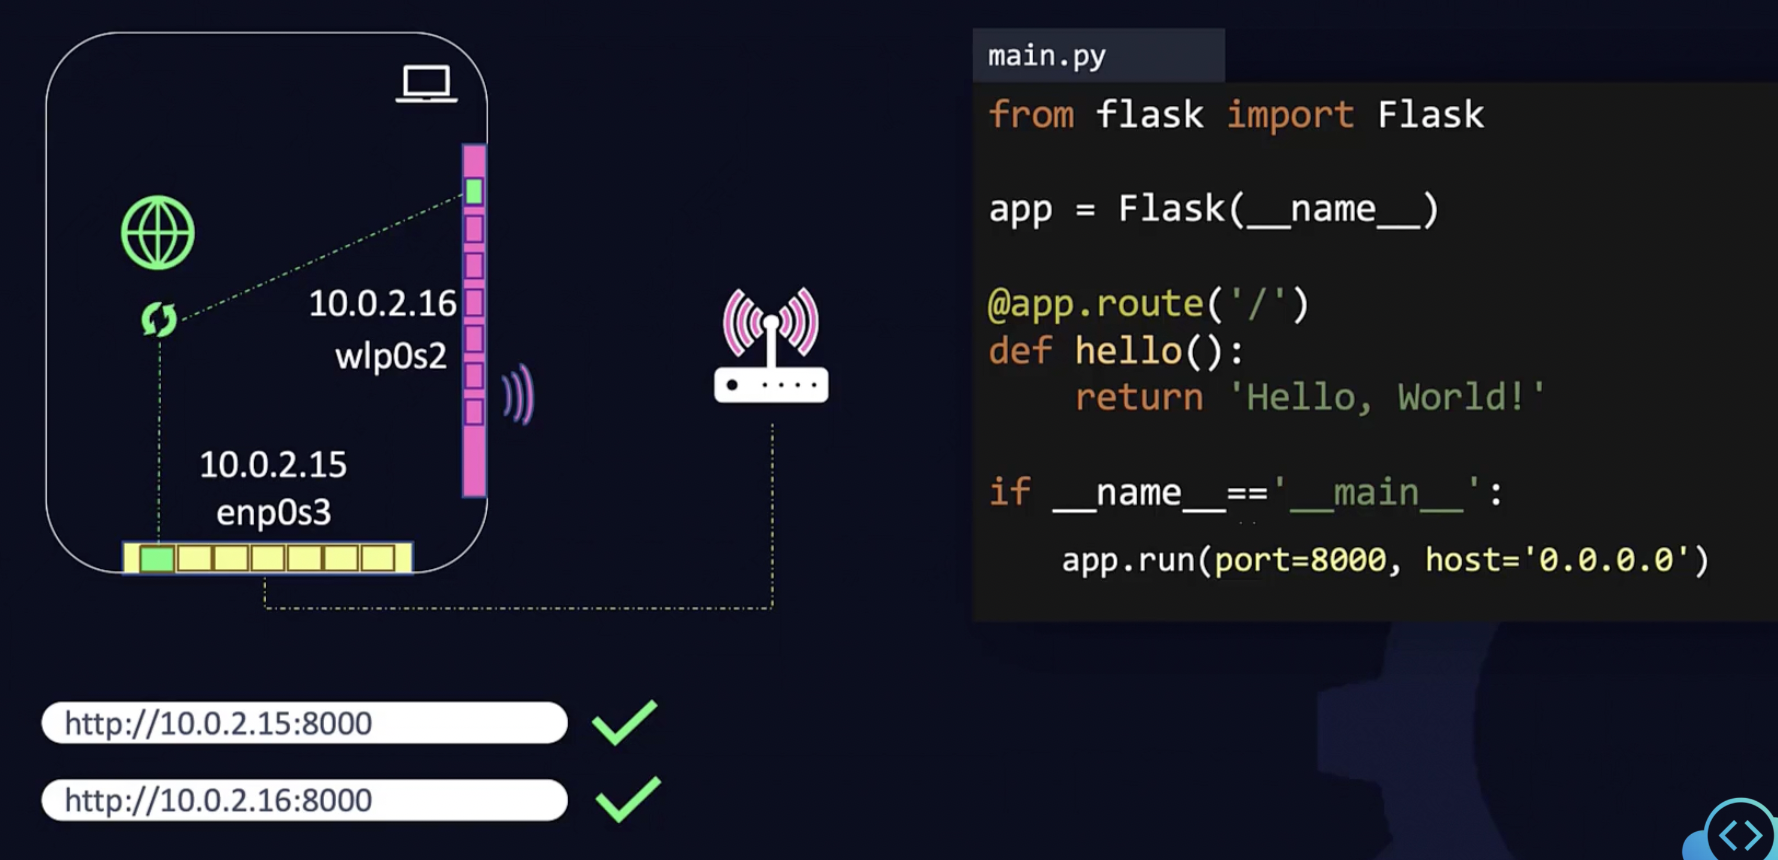 10.0.2.16
wlp0s2
10.0.2.15
enp0s3
http://10.0.2.15:8000
http://10.0.2.16:8000
main.py
from flask import Flask
app = Flask(__name__)
@app.route('/')
def hello():
    return 'Hello, World!'
if __name__=='__main__':
    app.run(port=8000, host='0.0.0.0')